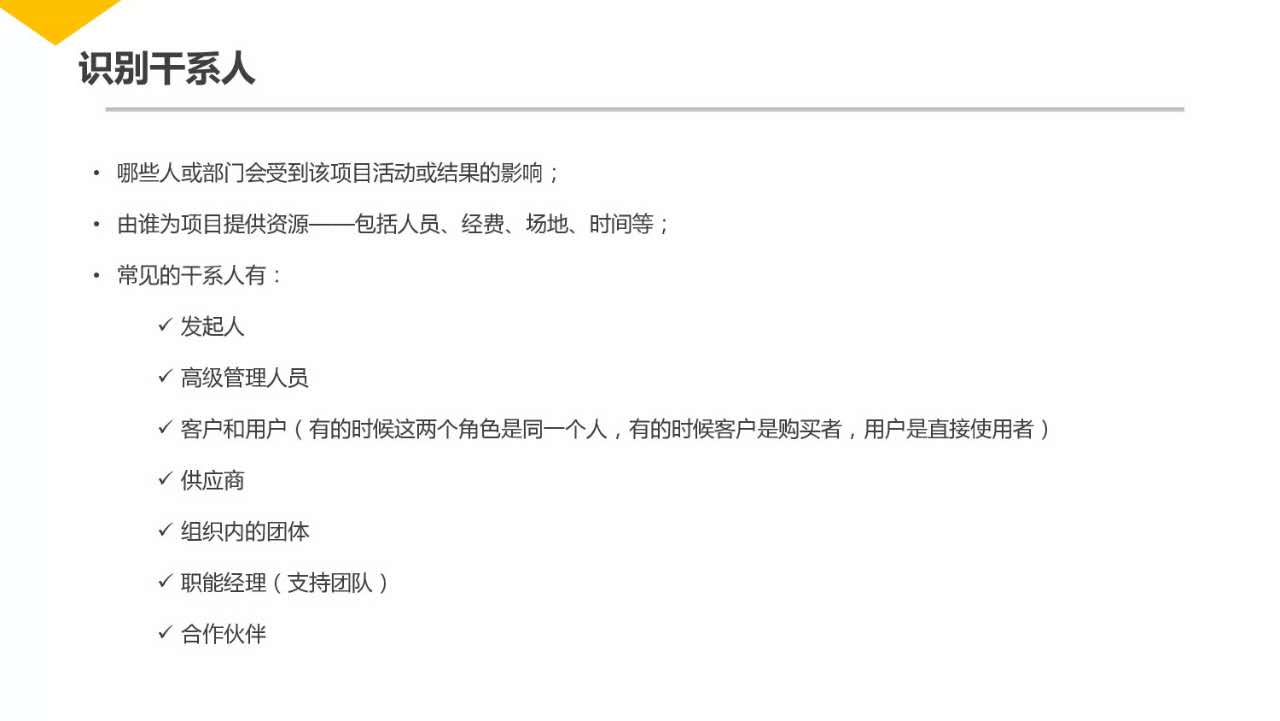 识别干系人
• 哪些人或部门会受到该项目活动或结果的影响；
• 由谁为项目提供资源——包括人员、经费、场地、时间等；
• 常见的干系人有：
✓ 发起人
✓ 高级管理人员
✓ 客户和用户（有的时候这两个角色是同一个人，有的时候客户是购买者，用户是直接使用者）
✓ 供应商
✓ 组织内的团体
✓ 职能经理（支持团队）
✓ 合作伙伴